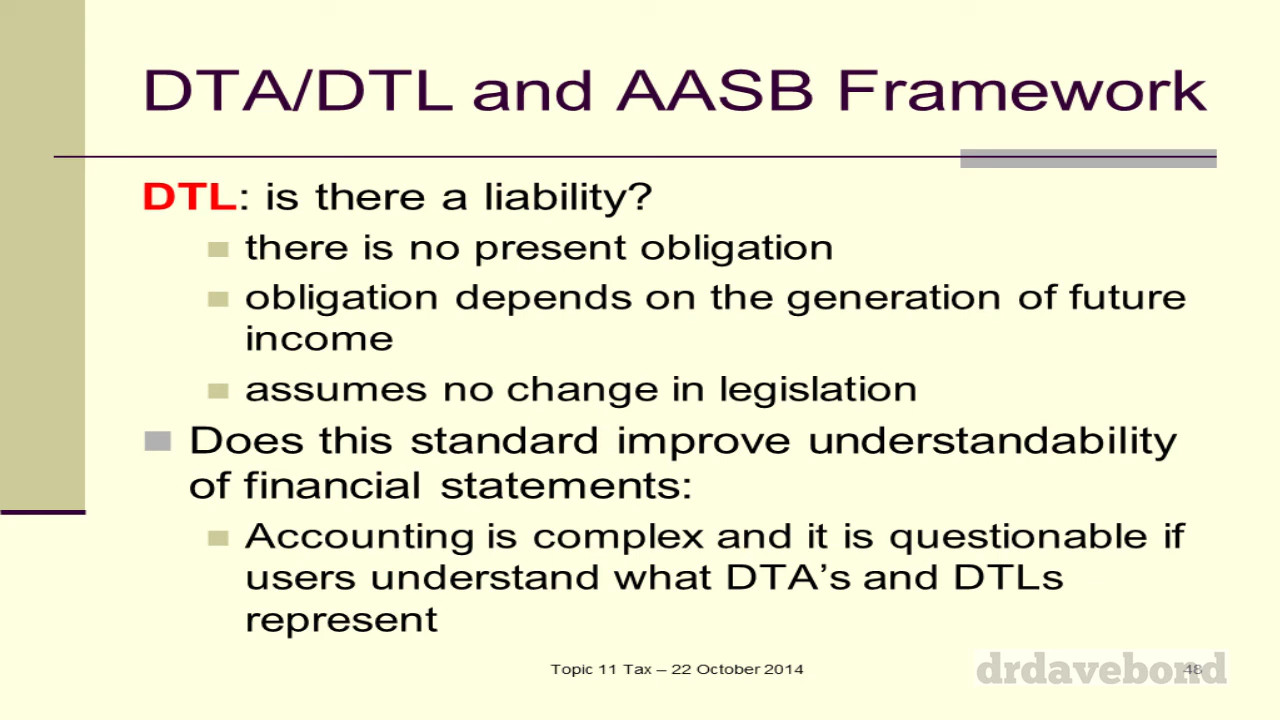 DTA/DTL and AASB Framework
DTL: is there a liability?
there is no present obligation
obligation depends on the generation of future
income
assumes no change in legislation
Does this standard improve understandability
of financial statements:
Accounting is complex and it is questionable if
users understand what DTA’s and DTLs
represent
Topic 11 Tax – 22 October 2014
drdavebond
48